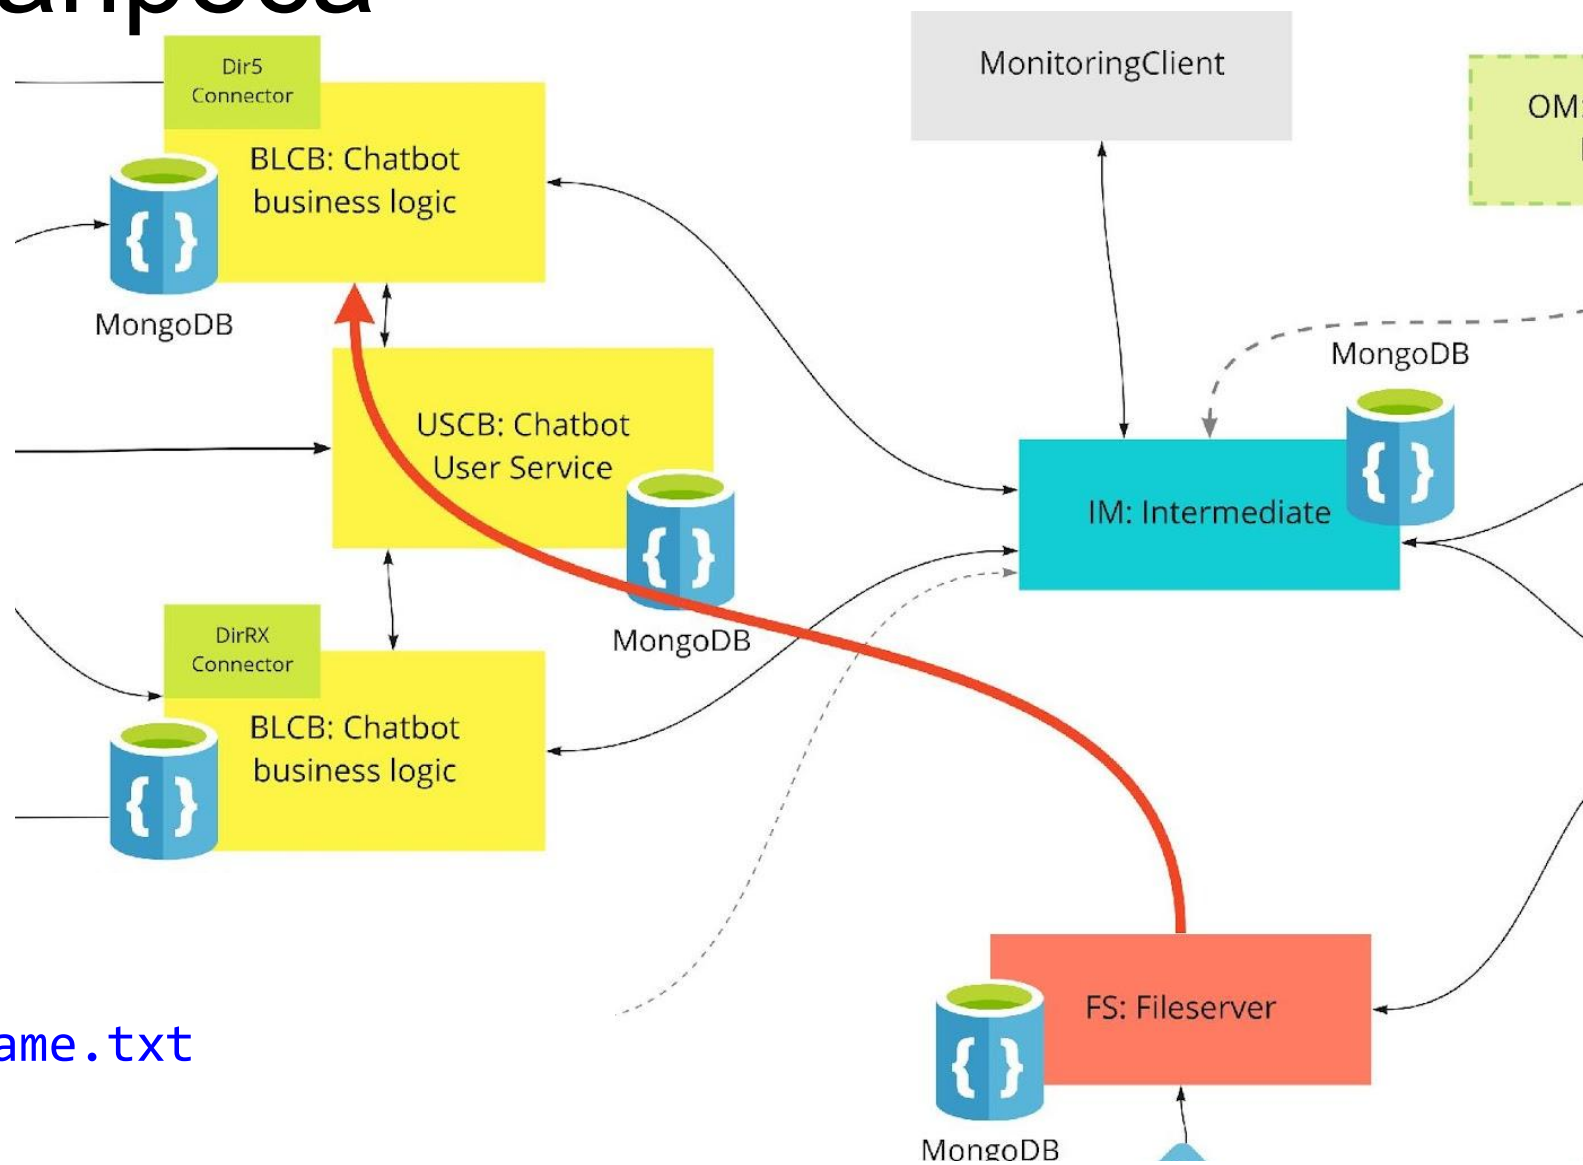 Dir5
Connector
BLCB: Chatbot
business logic
MongoDB
MonitoringClient
USCB: Chatbot
User Service
MongoDB
MongoDB
IM: Intermediate
DirRX
Connector
BLCB: Chatbot
business logic
FS: Fileserver
ame.txt
MongoDB